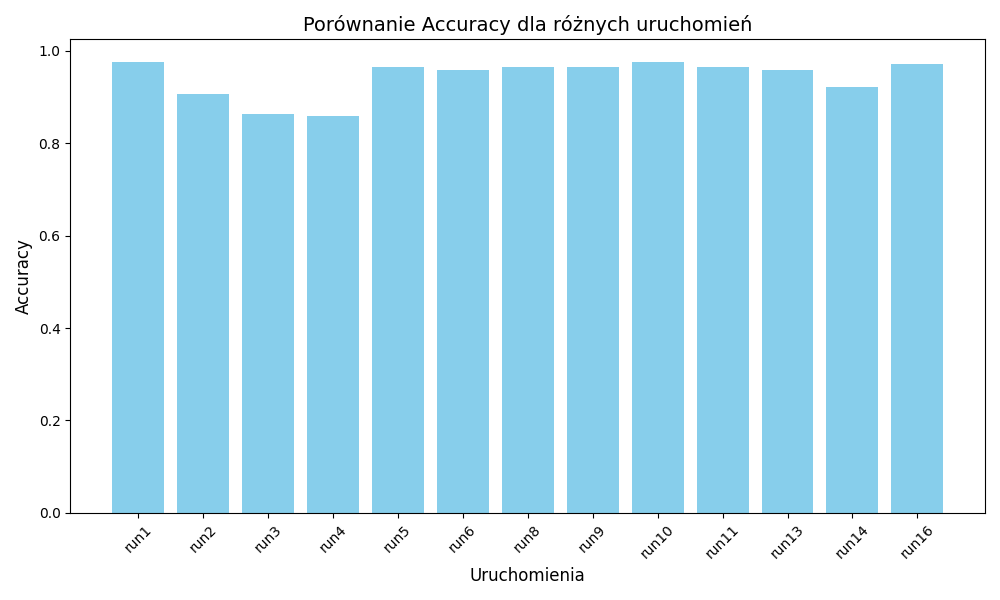 Porównanie Accuracy dla różnych uruchomień
Accuracy
1.0
0.8
0.6
0.4
0.2
0.0
run1
run2
run3
run4
run5
run6
run8
run9
run10
run11
run13
run14
run16
Uruchomienia